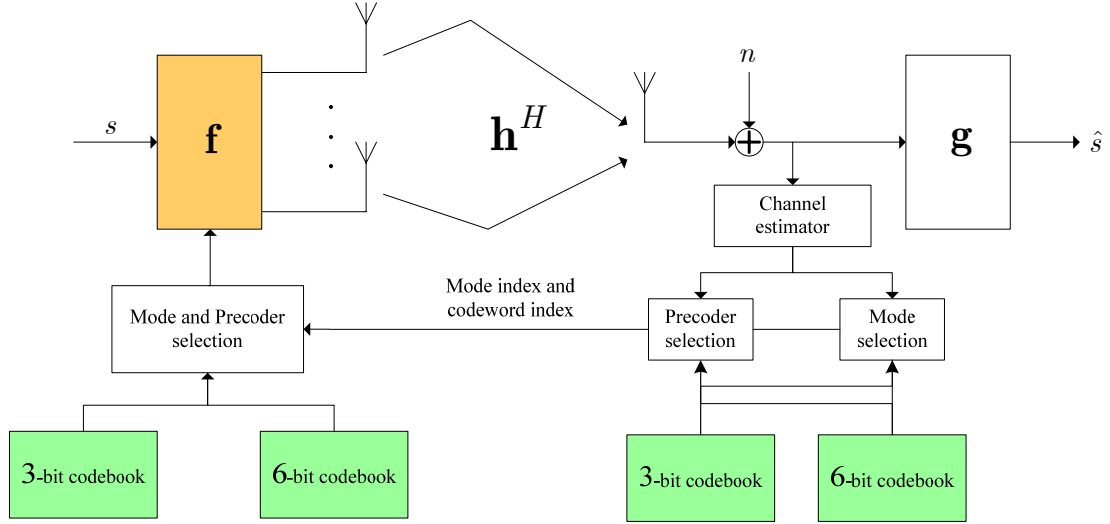 n
s
f
h^H
g
ŝ
Channel
estimator
Mode index and
codeword index
Mode and Precoder
selection
Precoder
selection
Mode
selection
3-bit codebook
6-bit codebook
3-bit codebook
6-bit codebook